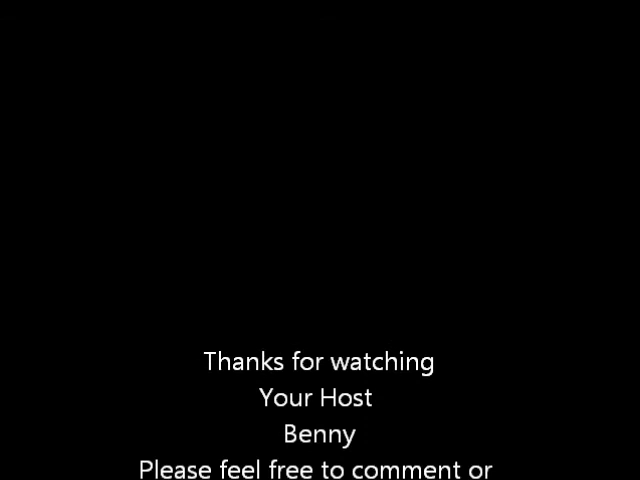 Thanks for watching
Your Host
Benny
Please feel free to comment or